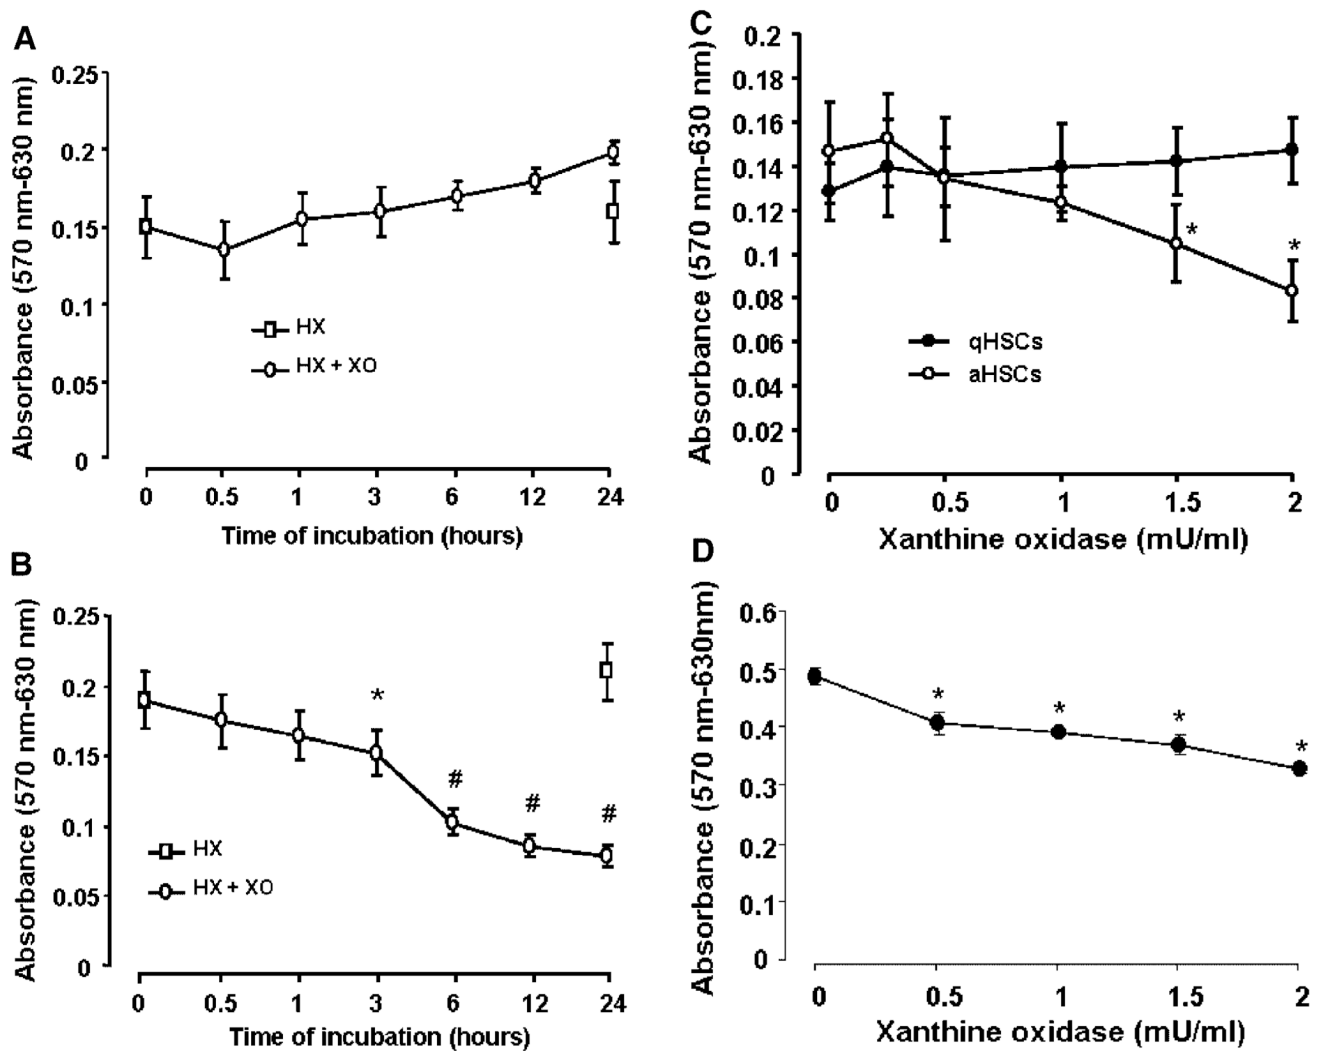 A
Absorbance (570 nm-630 nm)
0.25
0.2
0.15
0.1
0.05
0
HX
HX + XO
0 0.5 1 3 6 12 24
Time of incubation (hours)
B
Absorbance (570 nm-630 nm)
0.25
0.2
0.15
0.1
0.05
0
*
#
#
#
HX
HX + XO
0 0.5 1 3 6 12 24
Time of incubation (hours)
C
Absorbance (570 nm-630 nm)
0.2
0.18
0.16
0.14
0.12
0.1
0.08
0.06
0.04
0.02
0
*
*
qHSCs
aHSCs
0 0.5 1 1.5 2
Xanthine oxidase (mU/ml)
D
Absorbance (570 nm-630nm)
0.6
0.5
0.4
0.3
0.2
0.1
0
*
*
*
*
0 0.5 1 1.5 2
Xanthine oxidase (mU/ml)